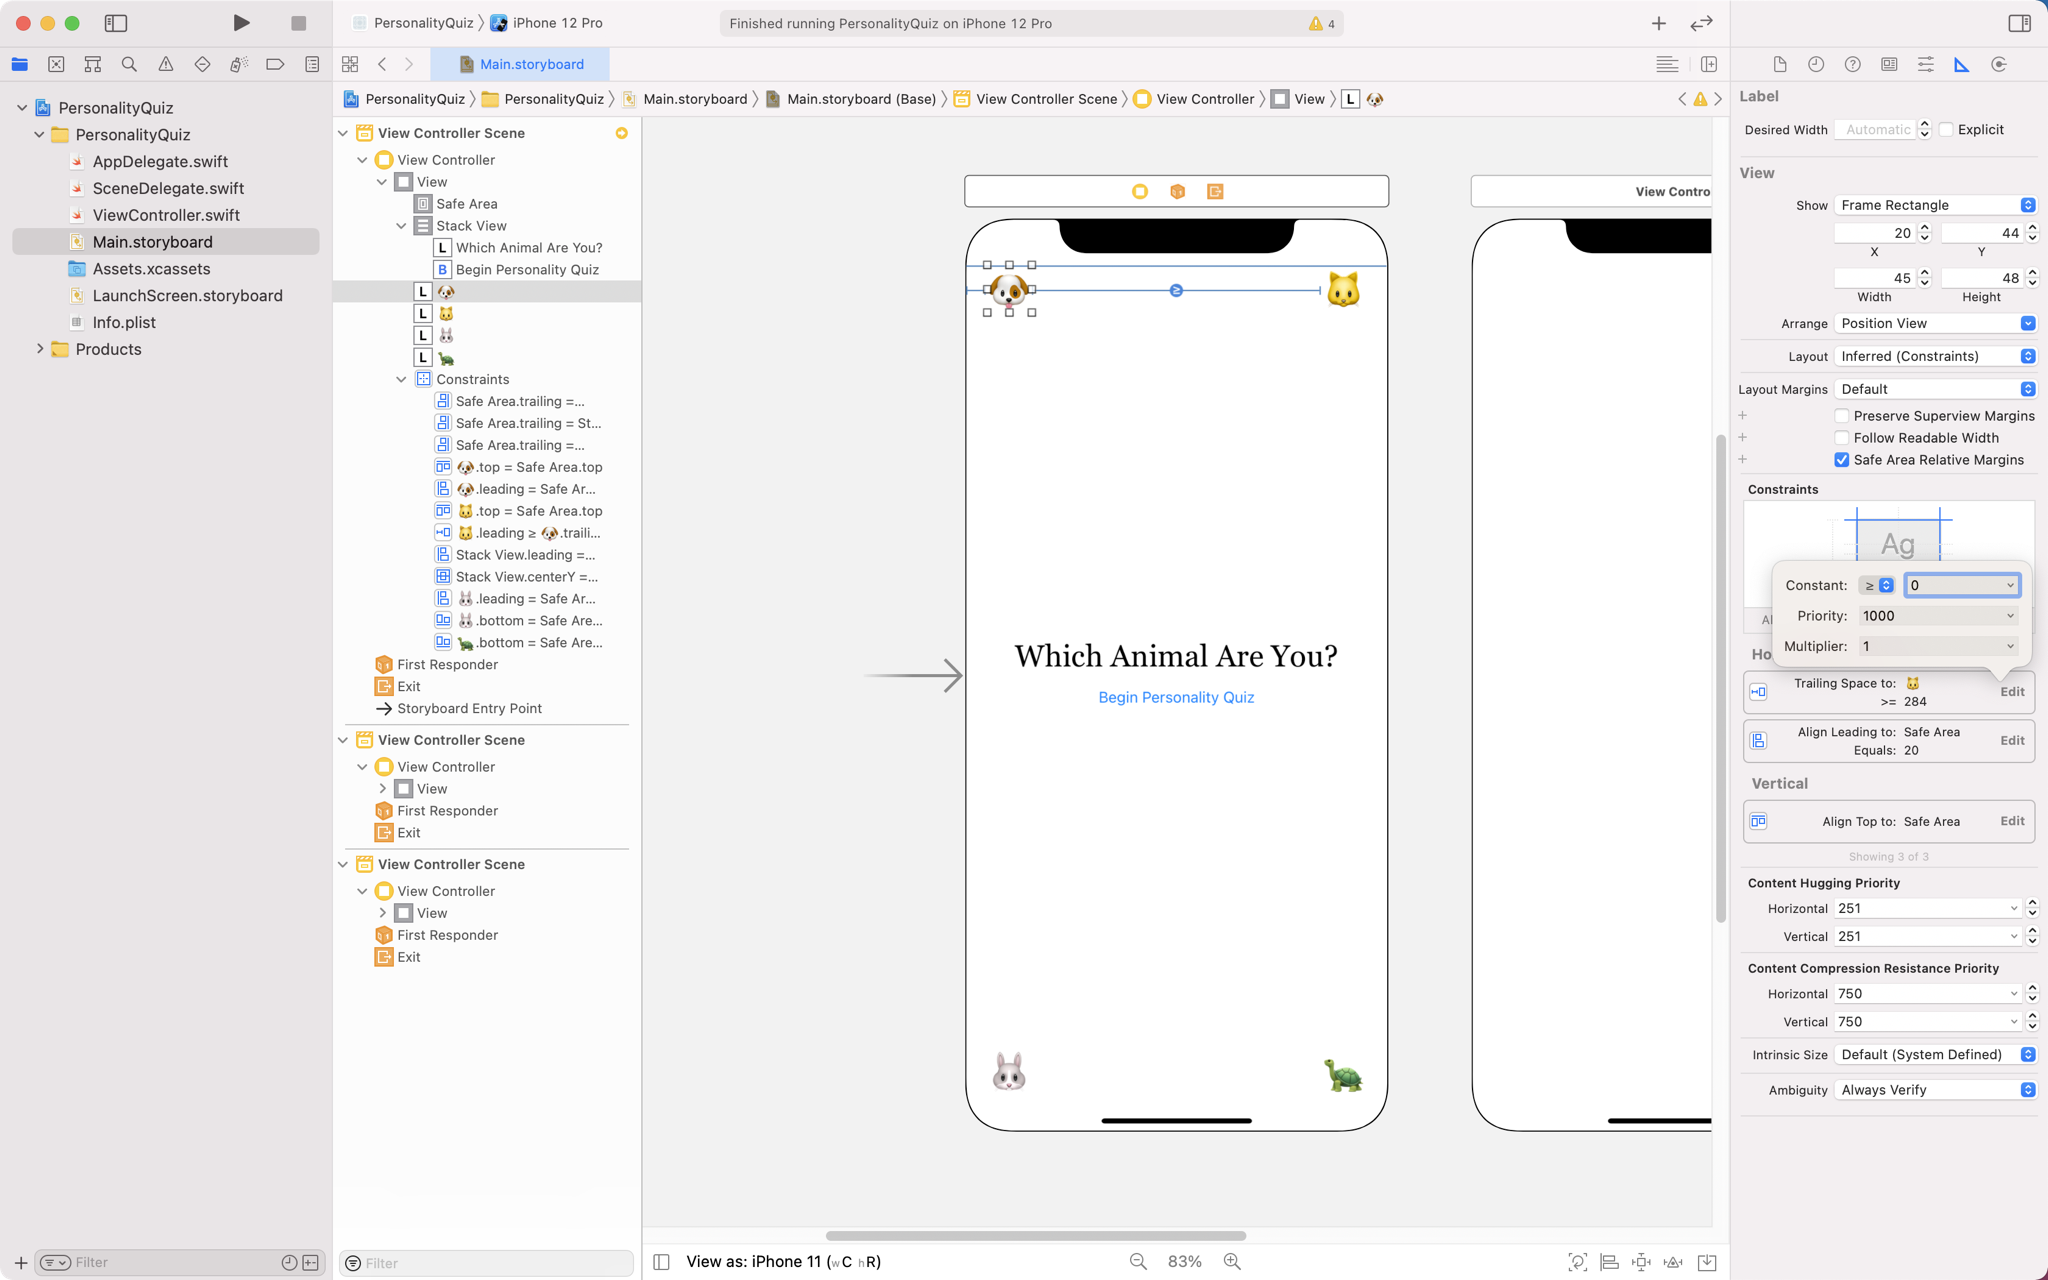 PersonalityQuiz
iPhone 12 Pro
Finished running PersonalityQuiz on iPhone 12 Pro
4
Main.storyboard
PersonalityQuiz
PersonalityQuiz
Main.storyboard
Main.storyboard (Base)
View Controller Scene
View Controller
View
L
PersonalityQuiz
PersonalityQuiz
AppDelegate.swift
SceneDelegate.swift
ViewController.swift
Main.storyboard
Assets.xcassets
LaunchScreen.storyboard
Info.plist
Products
Filter
View Controller Scene
View Controller
View
Safe Area
Stack View
L Which Animal Are You?
B Begin Personality Quiz
L 🐶
L 🐱
L 🐰
L 🐢
Constraints
Safe Area.trailing =...
Safe Area.trailing = St...
Safe Area.trailing =...
🐶.top = Safe Area.top
🐶.leading = Safe Ar...
🐱.top = Safe Area.top
🐱.leading ≥ 🐶.traili...
Stack View.leading =...
Stack View.centerY =...
🐰.leading = Safe Ar...
🐰.bottom = Safe Are...
🐢.bottom = Safe Are...
First Responder
Exit
Storyboard Entry Point
View Controller Scene
View Controller
View
First Responder
Exit
View Controller Scene
View Controller
View
First Responder
Exit
Filter
View Contro
≥
Which Animal Are You?
Begin Personality Quiz
View as: iPhone 11 (wC hR)
83%
Label
Desired Width Automatic Explicit
View
Show Frame Rectangle
20 44
X Y
45 48
Width Height
Arrange Position View
Layout Inferred (Constraints)
Layout Margins Default
Preserve Superview Margins
Follow Readable Width
Safe Area Relative Margins
Constraints
Ag
Constant: ≥ 0
Priority: 1000
Multiplier: 1
Al
Ho
Trailing Space to: 🐱
>= 284
Edit
Align Leading to: Safe Area
Equals: 20
Edit
Vertical
Align Top to: Safe Area Edit
Showing 3 of 3
Content Hugging Priority
Horizontal 251
Vertical 251
Content Compression Resistance Priority
Horizontal 750
Vertical 750
Intrinsic Size Default (System Defined)
Ambiguity Always Verify